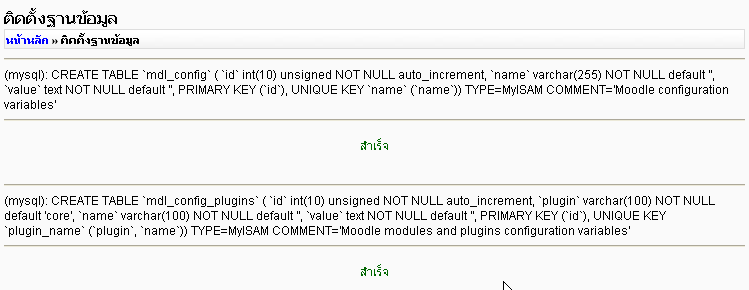 ติดตั้งฐานข้อมูล
หน้าหลัก » ติดตั้งฐานข้อมูล
(mysql): CREATE TABLE `mdl_config` ( `id` int(10) unsigned NOT NULL auto_increment, `name` varchar(255) NOT NULL default '',
`value` text NOT NULL default '', PRIMARY KEY (`id`), UNIQUE KEY `name` (`name`)) TYPE=MyISAM COMMENT='Moodle configuration
variables'
สำเร็จ
(mysql): CREATE TABLE `mdl_config_plugins` ( `id` int(10) unsigned NOT NULL auto_increment, `plugin` varchar(100) NOT NULL
default 'core', `name` varchar(100) NOT NULL default '', `value` text NOT NULL default '', PRIMARY KEY (`id`), UNIQUE KEY
`plugin_name` (`plugin`, `name`)) TYPE=MyISAM COMMENT='Moodle modules and plugins configuration variables'
สำเร็จ